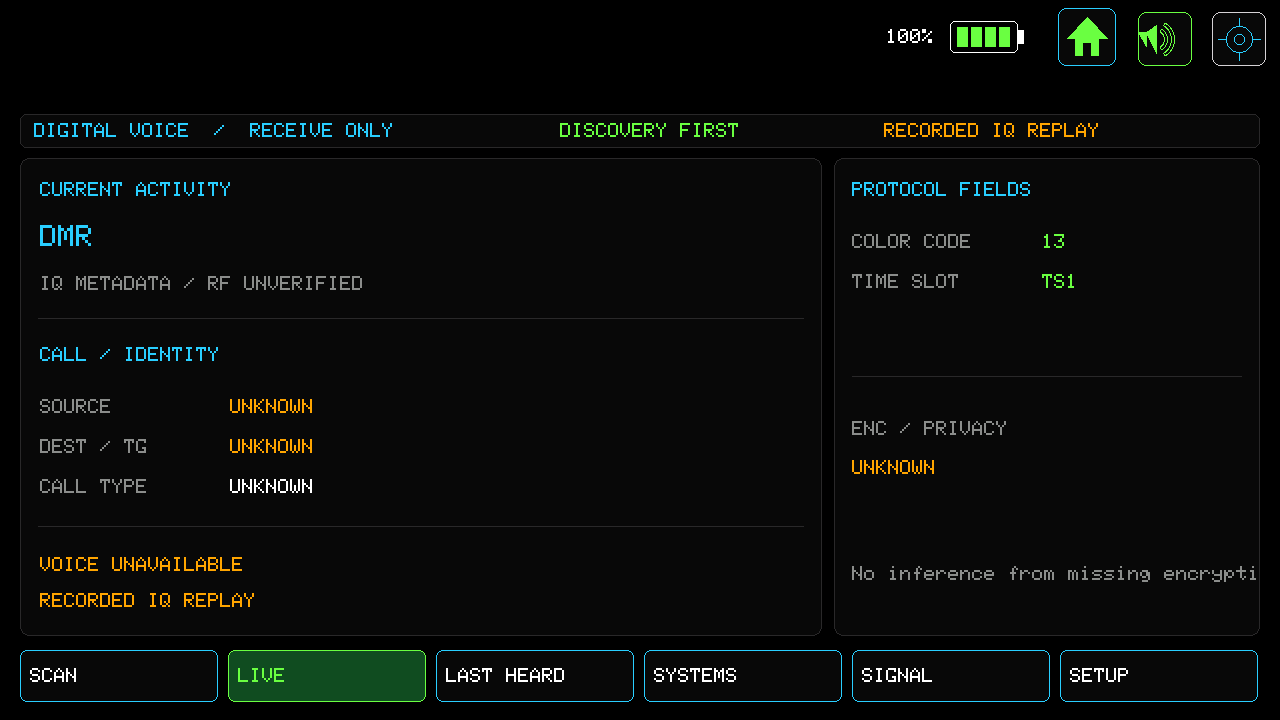 100%
DIGITAL VOICE / RECEIVE ONLY DISCOVERY FIRST RECORDED IQ REPLAY
CURRENT ACTIVITY
DMR
IQ METADATA / RF UNVERIFIED
CALL / IDENTITY
SOURCE UNKNOWN
DEST / TG UNKNOWN
CALL TYPE UNKNOWN
VOICE UNAVAILABLE
RECORDED IQ REPLAY
PROTOCOL FIELDS
COLOR CODE 13
TIME SLOT TS1
ENC / PRIVACY
UNKNOWN
No inference from missing encrypti
SCAN LIVE LAST HEARD SYSTEMS SIGNAL SETUP